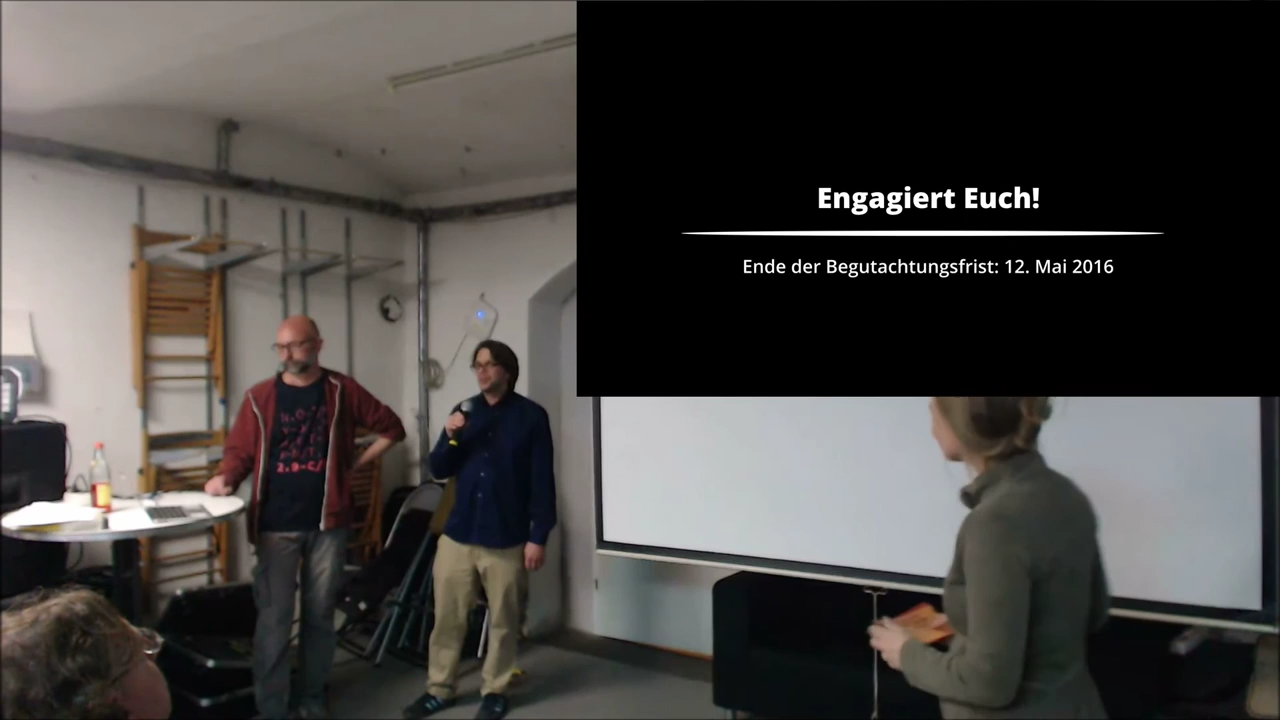 Engagiert Euch!
Ende der Begutachtungsfrist: 12. Mai 2016